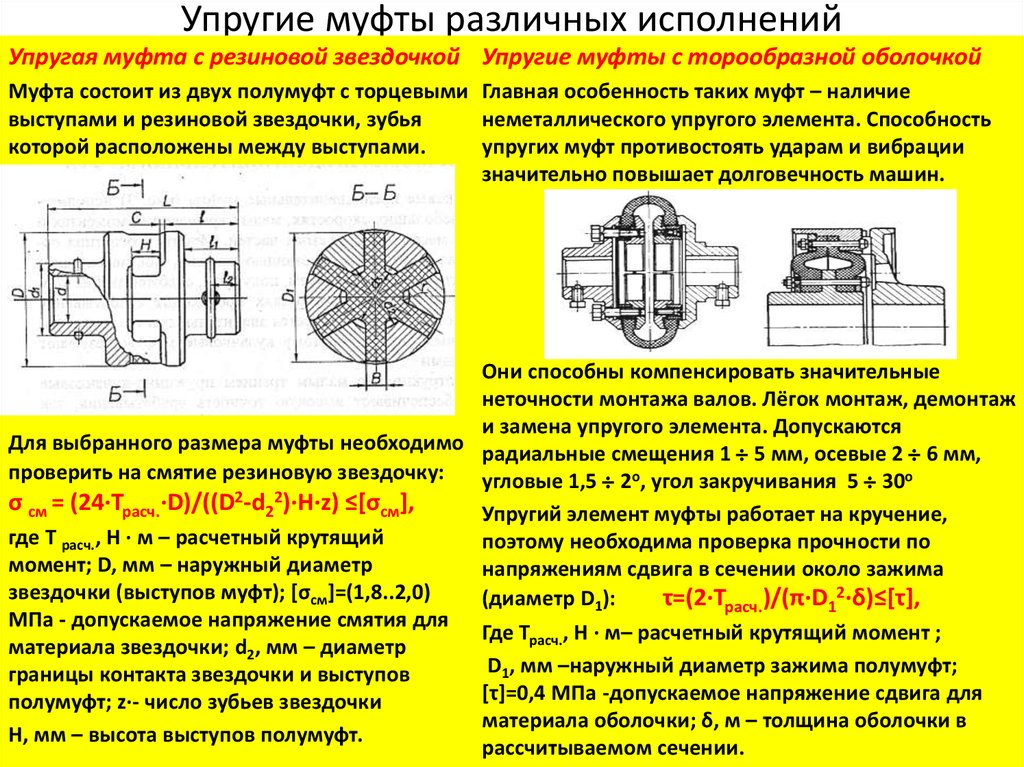 Упругие муфты различных исполнений
Упругая муфта с резиновой звездочкой
Муфта состоит из двух полумуфт с торцевыми
выступами и резиновой звездочки, зубья
которой расположены между выступами.
Б
Б – Б
L
C
l
H
l₁
l₂
D
d₁
d
D₁
Б
B
Для выбранного размера муфты необходимо
проверить на смятие резиновую звездочку:
σ см = (24·Tрасч.·D)/((D²-d₂²)·H·z) ≤[σсм],
где T расч., Н · м – расчетный крутящий
момент; D, мм – наружный диаметр
звездочки (выступов муфт); [σсм]=(1,8..2,0)
МПа - допускаемое напряжение смятия для
материала звездочки; d₂, мм – диаметр
границы контакта звездочки и выступов
полумуфт; z·- число зубьев звездочки
Н, мм – высота выступов полумуфт.
Упругие муфты с торообразной оболочкой
Главная особенность таких муфт – наличие
неметаллического упругого элемента. Способность
упругих муфт противостоять ударам и вибрации
значительно повышает долговечность машин.
Они способны компенсировать значительные
неточности монтажа валов. Лёгок монтаж, демонтаж
и замена упругого элемента. Допускаются
радиальные смещения 1 ÷ 5 мм, осевые 2 ÷ 6 мм,
угловые 1,5 ÷ 2º, угол закручивания 5 ÷ 30º
Упругий элемент муфты работает на кручение,
поэтому необходима проверка прочности по
напряжениям сдвига в сечении около зажима
(диаметр D₁): τ=(2·Tрасч.)/(π·D₁²·δ)≤[τ],
Где Tрасч., Н · м– расчетный крутящий момент ;
D₁, мм –наружный диаметр зажима полумуфт;
[τ]=0,4 МПа -допускаемое напряжение сдвига для
материала оболочки; δ, м – толщина оболочки в
рассчитываемом сечении.